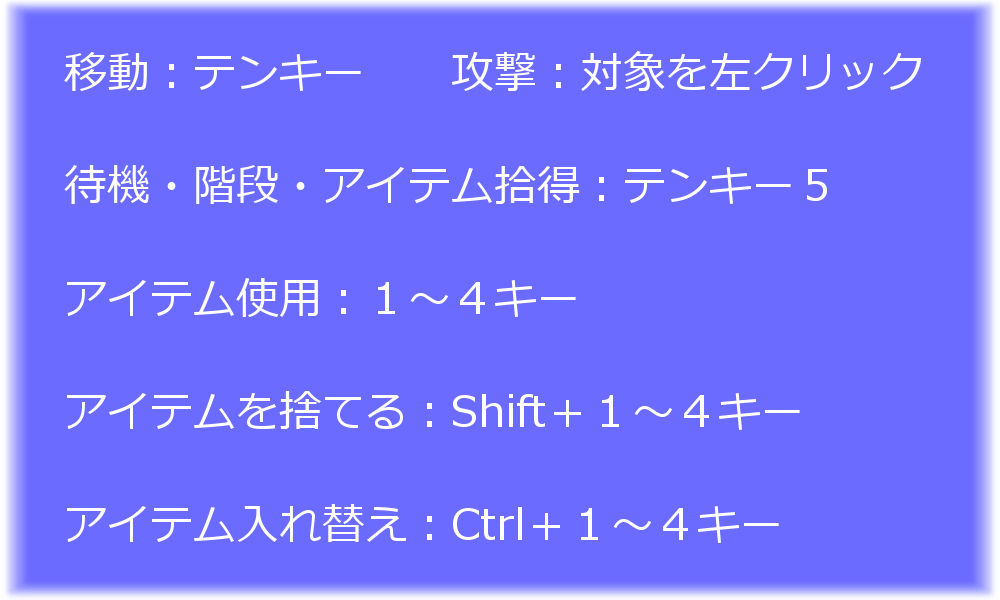 移動：テンキー　　攻撃：対象を左クリック
待機・階段・アイテム拾得：テンキー５
アイテム使用：１～４キー
アイテムを捨てる：Shift＋１～４キー
アイテム入れ替え：Ctrl＋１～４キー